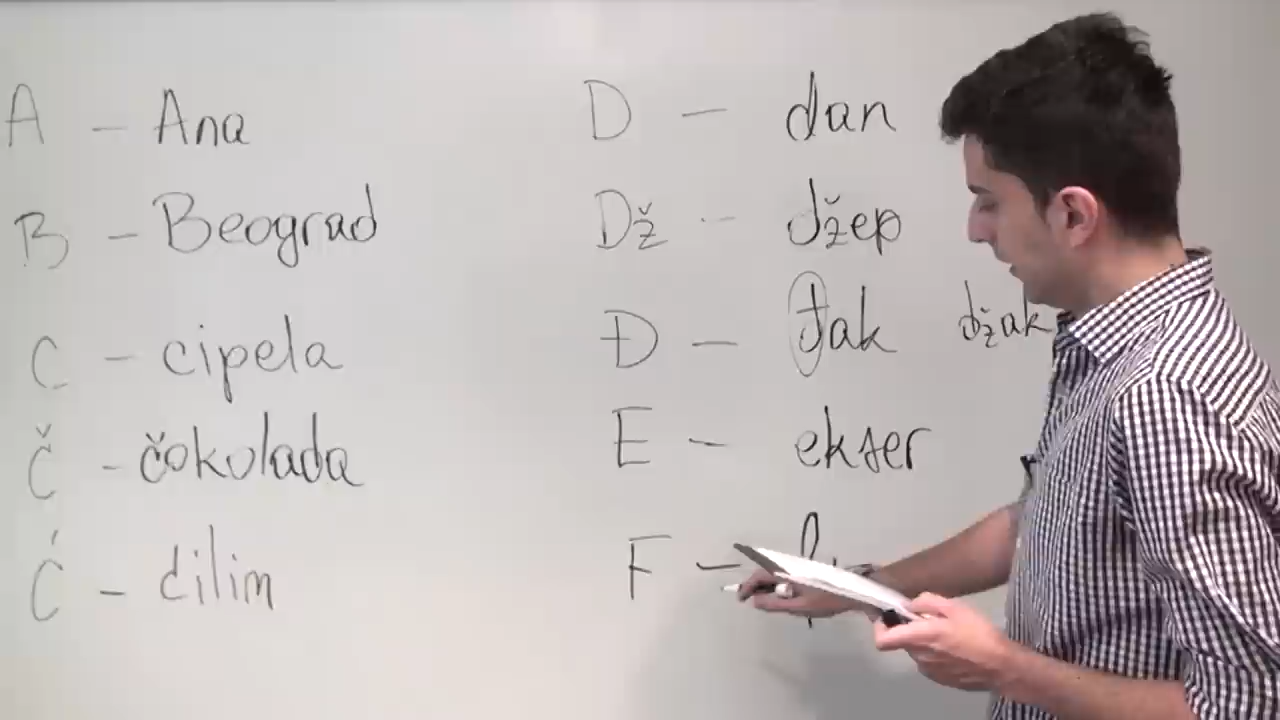 A - Ana
B - Beograd
C - cipela
Č - čokolada
Ć - ćilim
D - dan
Dž - džep
Đ - đak džak
E - ekser
F -